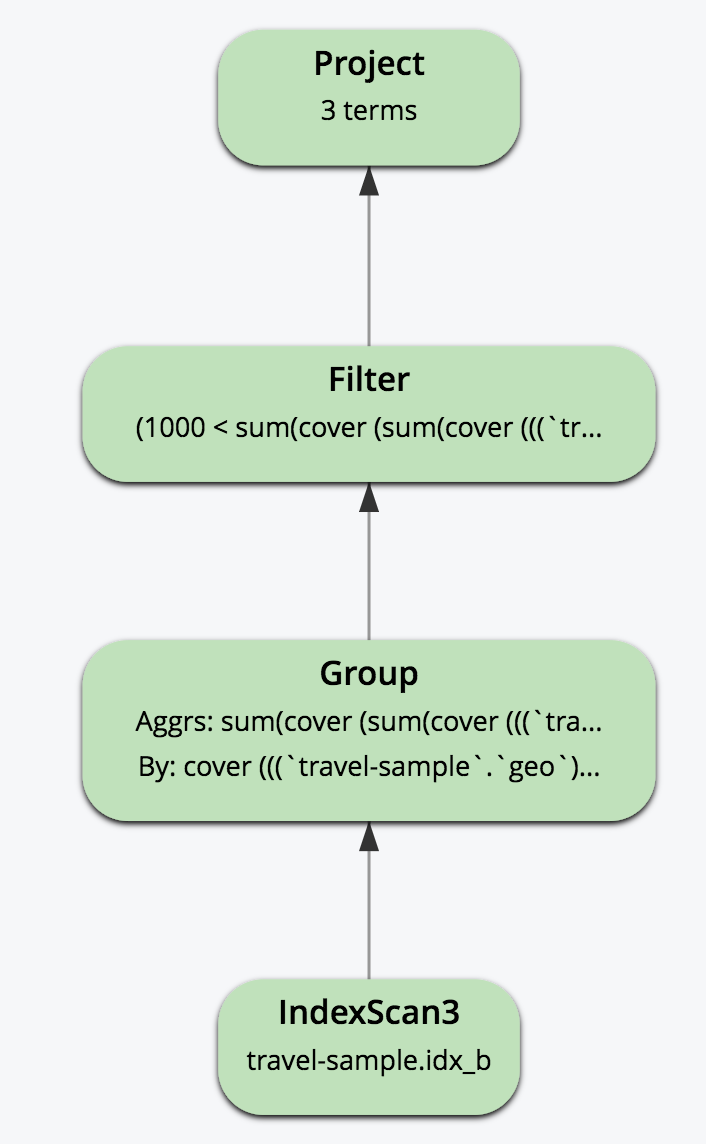 Project
3 terms
Filter
(1000 < sum(cover (sum(cover (((`tr...
Group
Aggrs: sum(cover (sum(cover (((`tra...
By: cover (((`travel-sample`.`geo`)...
IndexScan3
travel-sample.idx_b